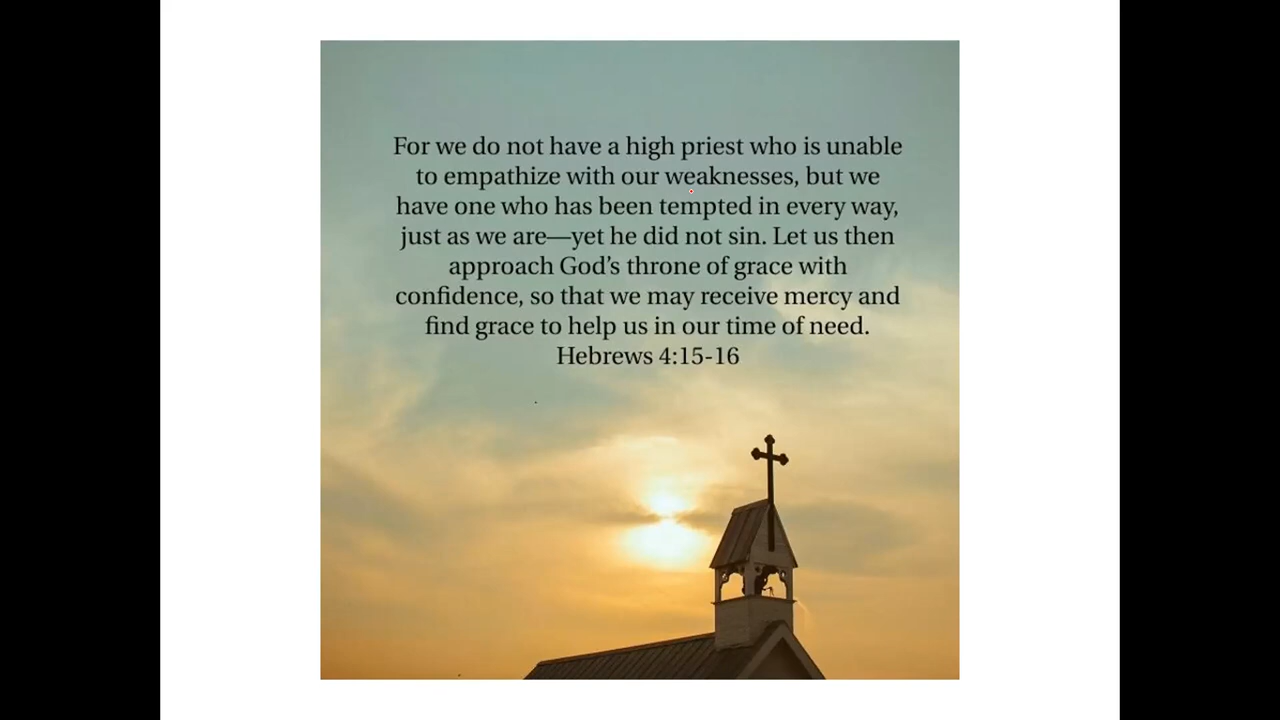 For we do not have a high priest who is unable
to empathize with our weaknesses, but we
have one who has been tempted in every way,
just as we are—yet he did not sin. Let us then
approach God’s throne of grace with
confidence, so that we may receive mercy and
find grace to help us in our time of need.
Hebrews 4:15-16